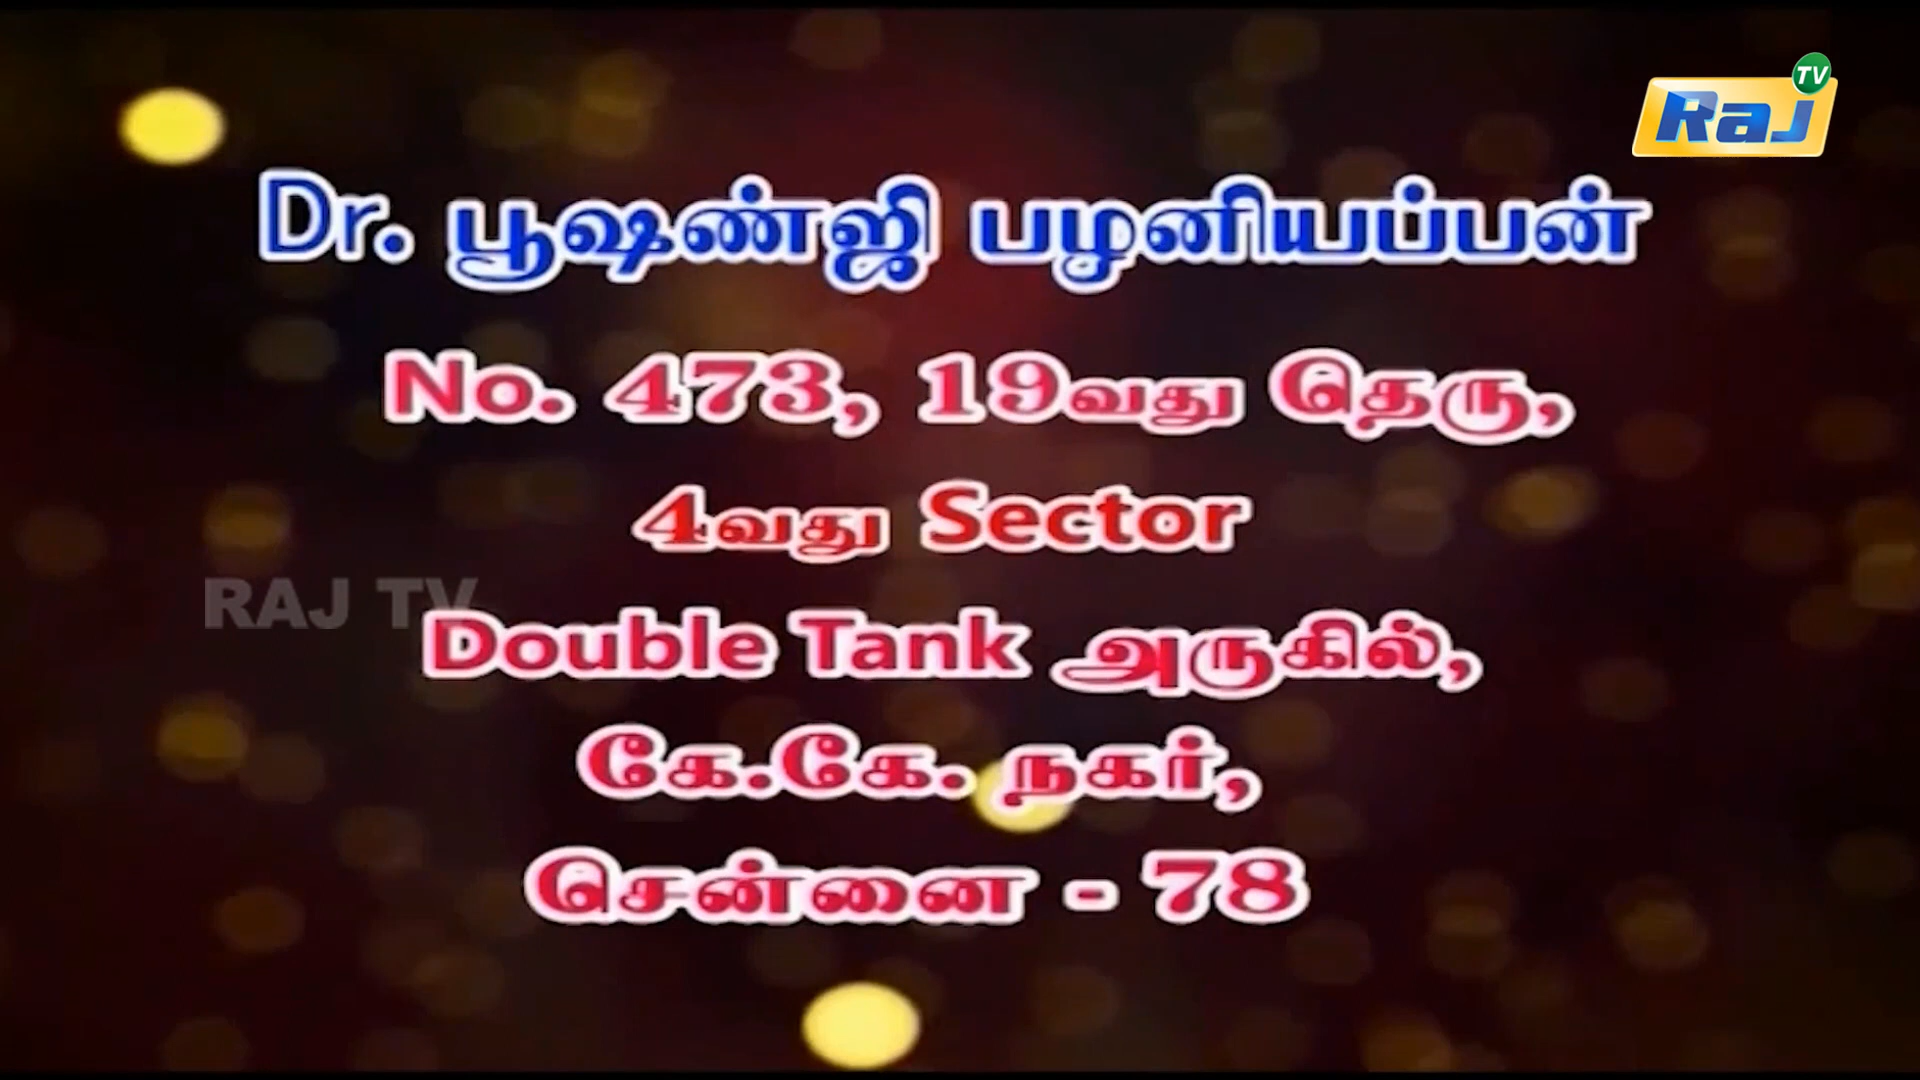 Raj TV
Dr. பூஷண்ஜி பழனியப்பன்
No. 473, 19வது தெரு,
4வது Sector
RAJ TV
Double Tank அருகில்,
கே.கே. நகர்,
சென்னை - 78